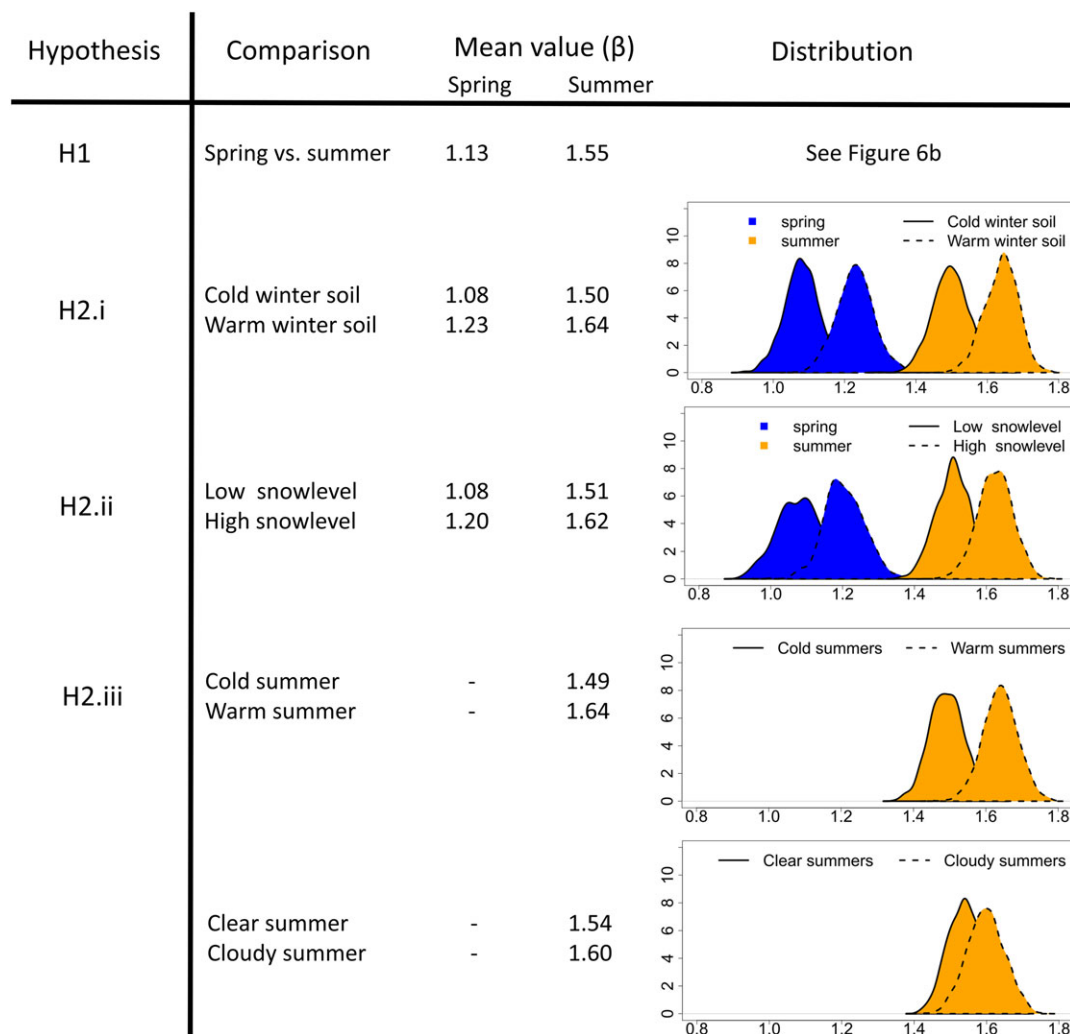 Hypothesis Comparison Mean value (β) Distribution
Spring Summer
H1 Spring vs. summer 1.13 1.55 See Figure 6b
spring Cold winter soil
summer Warm winter soil
H2.i
Cold winter soil 1.08 1.50
Warm winter soil 1.23 1.64
0 2 4 6 8 10
0.8 1.0 1.2 1.4 1.6 1.8
spring Low snowlevel
summer High snowlevel
H2.ii
Low snowlevel 1.08 1.51
High snowlevel 1.20 1.62
0 2 4 6 8 10
0.8 1.0 1.2 1.4 1.6 1.8
Cold summers Warm summers
H2.iii
Cold summer - 1.49
Warm summer - 1.64
0 2 4 6 8 10
0.8 1.0 1.2 1.4 1.6 1.8
Clear summers Cloudy summers
Clear summer - 1.54
Cloudy summer - 1.60
0 2 4 6 8 10
0.8 1.0 1.2 1.4 1.6 1.8